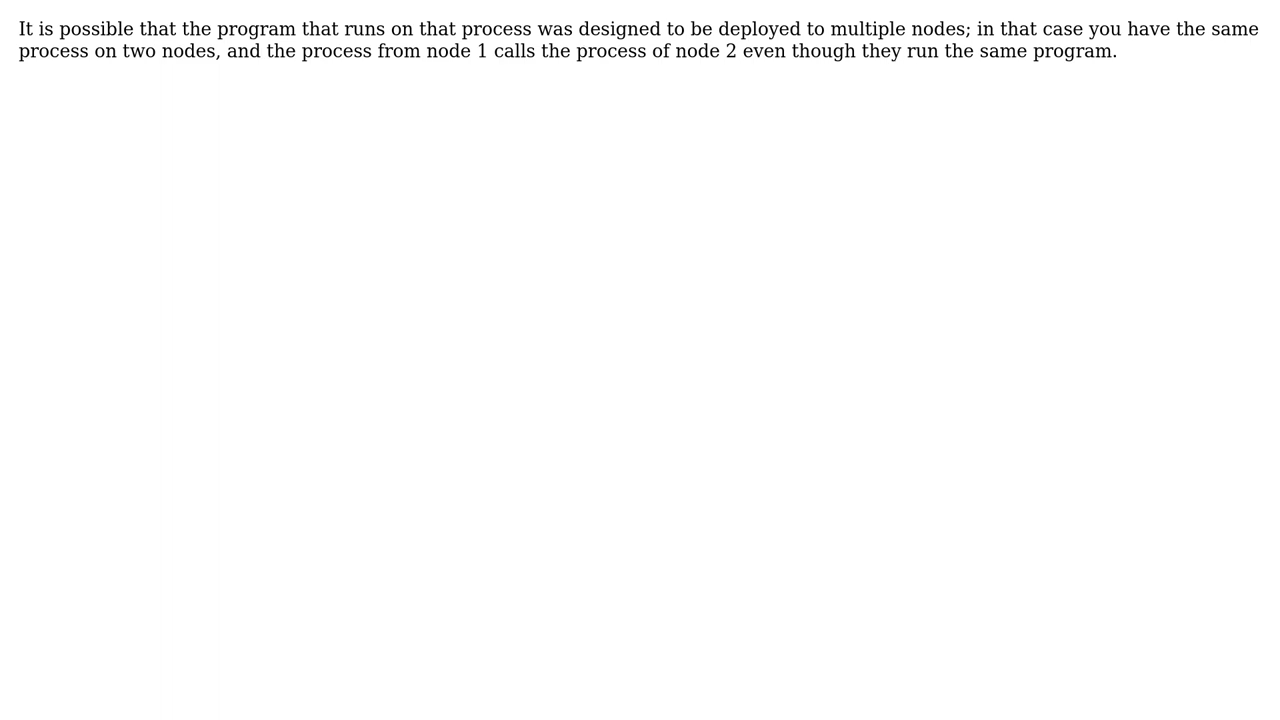 It is possible that the program that runs on that process was designed to be deployed to multiple nodes; in that case you have the same
process on two nodes, and the process from node 1 calls the process of node 2 even though they run the same program.